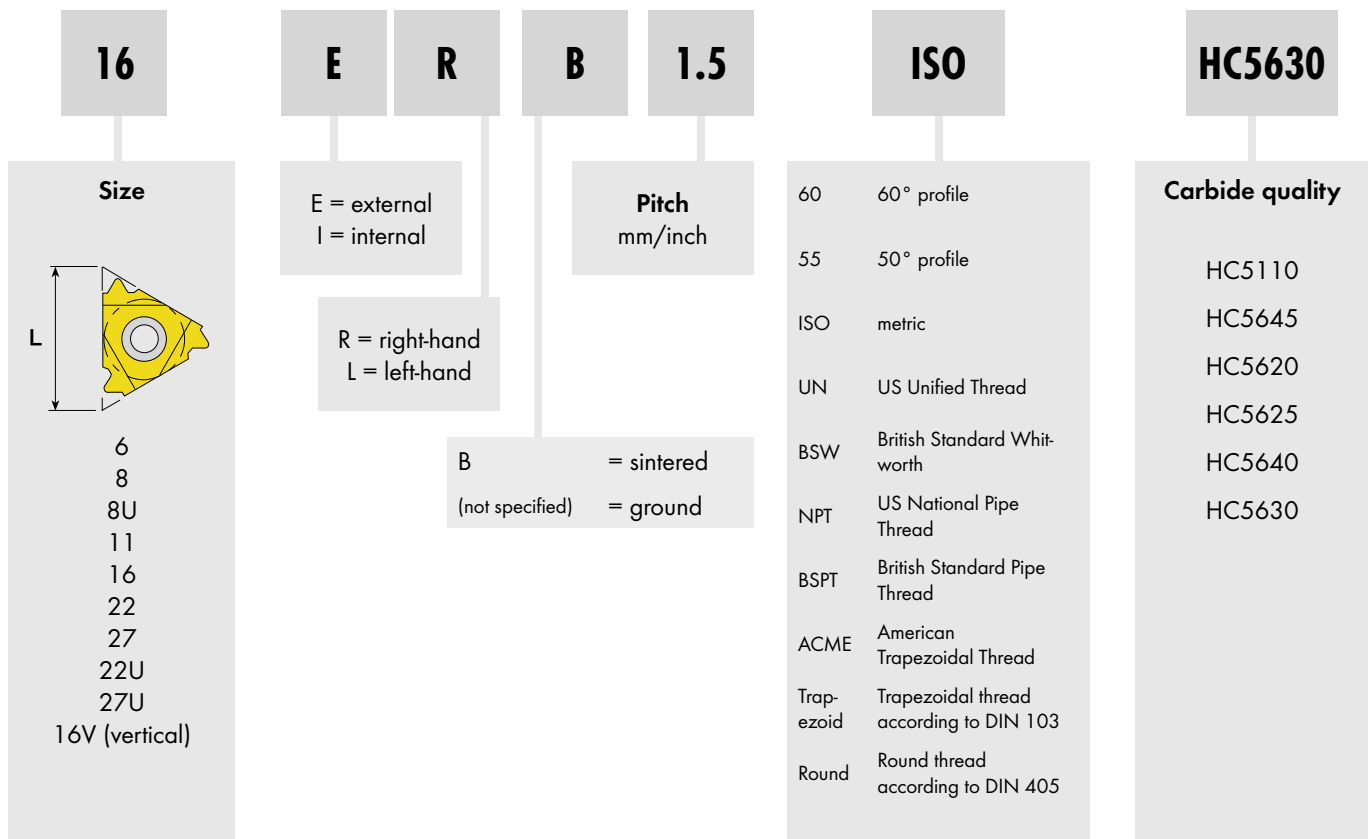 16 E R B 1.5 ISO HC5630
Size
L
6
8
8U
11
16
22
27
22U
27U
16V (vertical)
E = external
I = internal
R = right-hand
L = left-hand
B = sintered
(not specified) = ground
Pitch
mm/inch
60 60° profile
55 50° profile
ISO metric
UN US Unified Thread
BSW British Standard Whit-
worth
NPT US National Pipe
Thread
BSPT British Standard Pipe
Thread
ACME American
Trapezoidal Thread
Trap-
ezoid
Trapezoidal thread
according to DIN 103
Round Round thread
according to DIN 405
Carbide quality
HC5110
HC5645
HC5620
HC5625
HC5640
HC5630